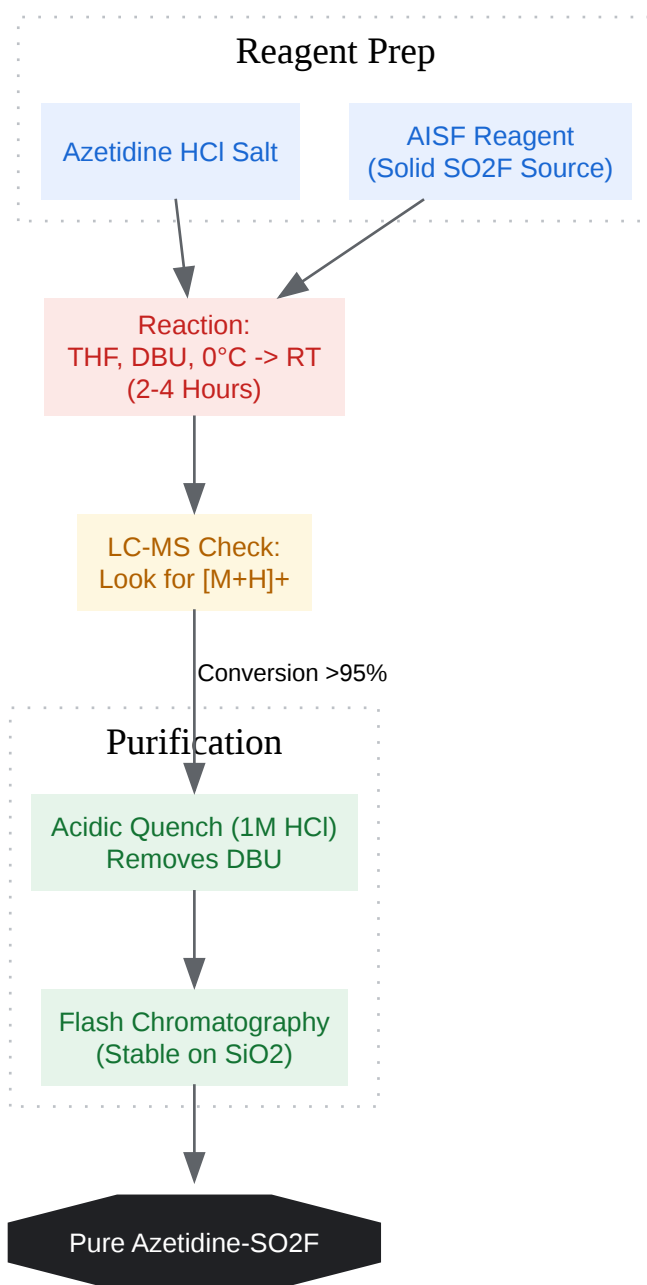 Reagent Prep
Azetidine HCl Salt
AISF Reagent
(Solid SO2F Source)
Reaction:
THF, DBU, 0°C -> RT
(2-4 Hours)
LC-MS Check:
Look for [M+H]+
Conversion >95%
Purification
Acidic Quench (1M HCl)
Removes DBU
Flash Chromatography
(Stable on SiO2)
Pure Azetidine-SO2F